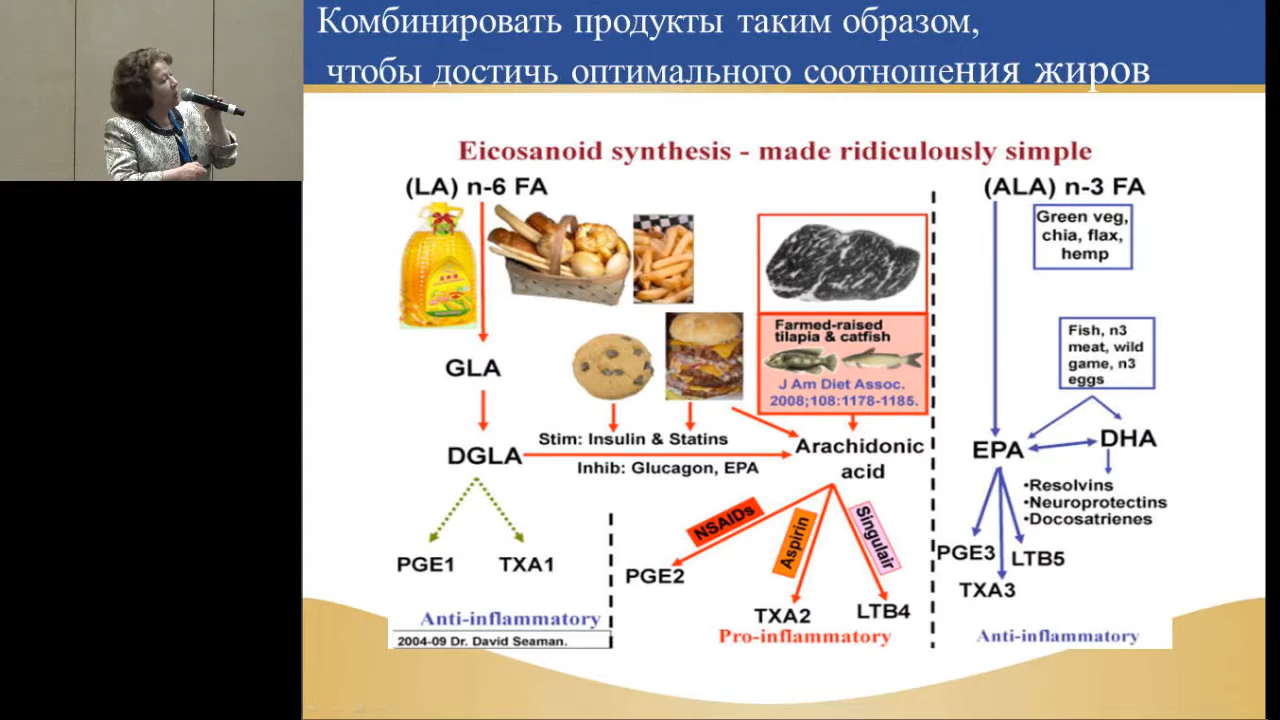 Комбинировать продукты таким образом,
чтобы достичь оптимального соотношения жиров
Eicosanoid synthesis - made ridiculously simple
(LA) n-6 FA
(ALA) n-3 FA
Green veg,
chia, flax,
hemp
Farmed-raised
tilapia & catfish
J Am Diet Assoc.
2008;108:1178-1185.
Fish, n3
meat, wild
game, n3
eggs
GLA
Stim: Insulin & Statins
DGLA
Inhib: Glucagon, EPA
Arachidonic
acid
EPA
DHA
•Resolvins
•Neuroprotectins
•Docosatrienes
NSAIDs
Aspirin
Singulair
PGE1
TXA1
PGE2
TXA2
LTB4
PGE3
LTB5
TXA3
Anti-inflammatory
Pro-inflammatory
Anti-inflammatory
2004-09 Dr. David Seaman.